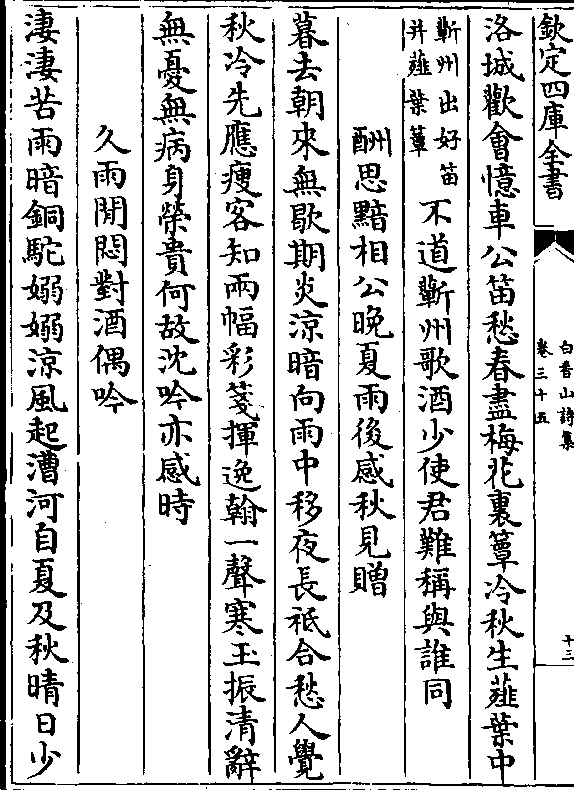 欽定四庫全書
白香山詩集
卷三十五
十三
洛城歡會憶車公笛愁春盡梅花裏簟冷秋生薤葉中
蘄州出好笛
并薤葉簟
不道蘄州歌酒少使君難稱與誰同
酬思黯相公晚夏雨後感秋見贈
暮去朝來無歇期炎涼暗向雨中移夜長祇合愁人覺
秋冷先應瘦客知兩幅彩箋揮逸翰一聲寒玉振清辭
無憂無病身榮貴何故沈吟亦感時
久雨閒悶對酒偶吟
淒淒苦雨暗銅駝嫋嫋涼風起漕河自夏及秋晴日少